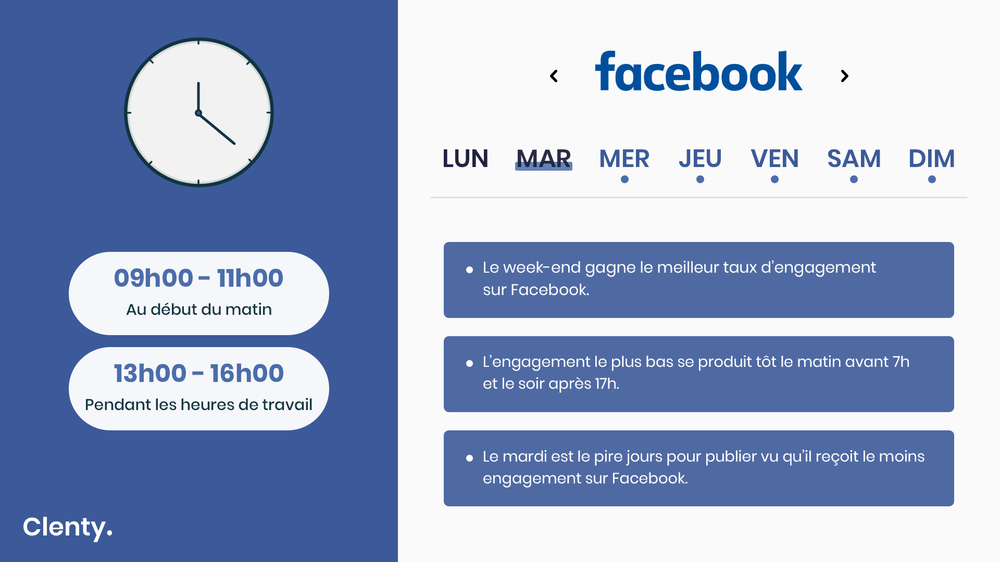 09h00 - 11h00
Au début du matin
13h00 - 16h00
Pendant les heures de travail
Clenty.
facebook
LUN MAR MER JEU VEN SAM DIM
Le week-end gagne le meilleur taux d’engagement
sur Facebook.
L’engagement le plus bas se produit tôt le matin avant 7h
et le soir après 17h.
Le mardi est le pire jours pour publier vu qu’il reçoit le moins
engagement sur Facebook.